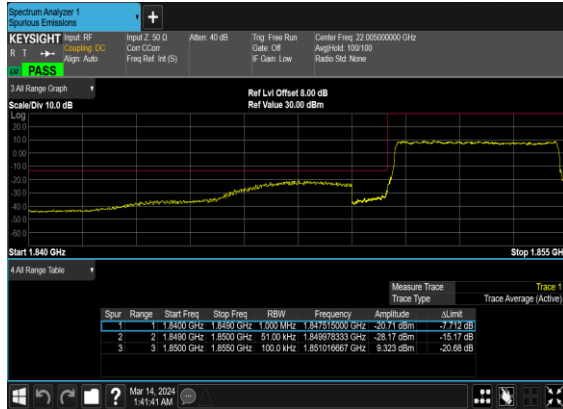 Spectrum Analyzer 1
Spurious Emissions
KEYSIGHT Input: RF Input Z: 50 Ω Atten: 40 dB Trig: Free Run Center Freq: 22.005000000 GHz
R T Coupling: DC Corr CCorr Gate: Off Avg|Hold: 100/100
Align: Auto Freq Ref: Int (S) IF Gain: Low Radio Std: None
PASS
3 All Range Graph
Ref Lvl Offset 8.00 dB
Scale/Div 10.0 dB Ref Value 30.00 dBm
Log
20.0
10.0
0.00
-10.0
-20.0
-30.0
-40.0
-50.0
-60.0
Start 1.840 GHz Stop 1.855 GH
4 All Range Table
Measure Trace Trace 1
Trace Type Trace Average (Active)
Spur Range Start Freq Stop Freq RBW Frequency Amplitude ΔLimit
1 1 1.8400 GHz 1.8490 GHz 1.000 MHz 1.847515000 GHz -20.71 dBm -7.712 dB
2 2 1.8490 GHz 1.8500 GHz 51.00 kHz 1.849978333 GHz -28.17 dBm -15.17 dB
3 3 1.8500 GHz 1.8550 GHz 100.0 kHz 1.851016667 GHz 9.323 dBm -20.68 dB
Mar 14, 2024
1:41:41 AM